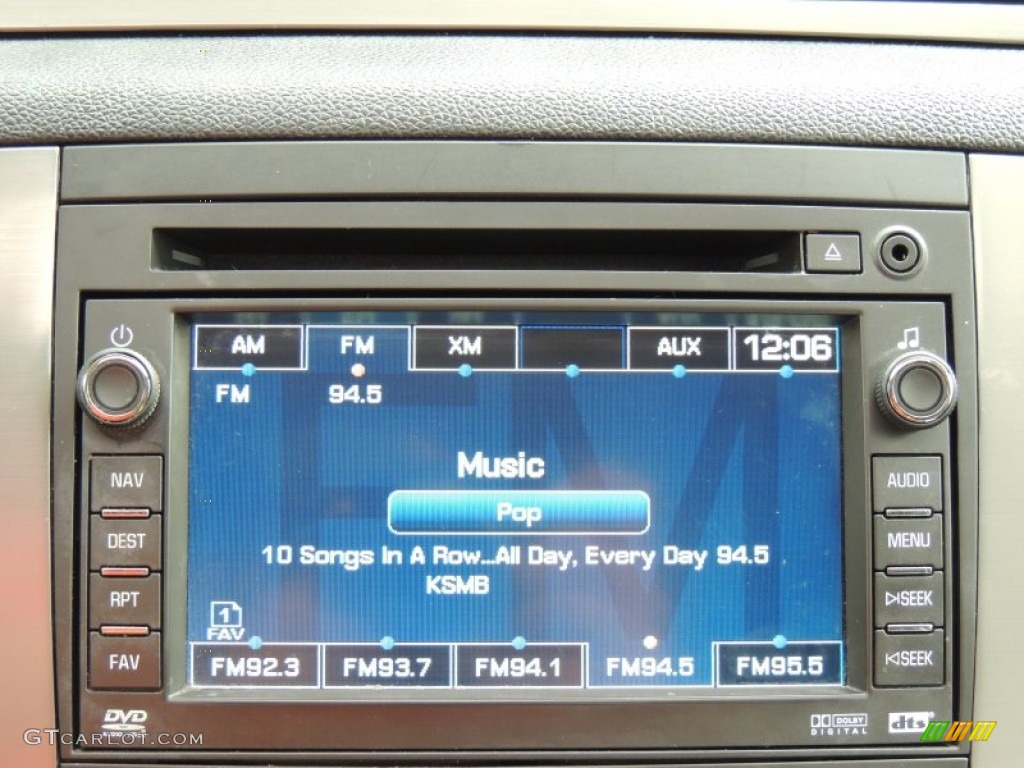 AM FM XM AUX 12:06
FM 94.5
Music
Pop
10 Songs In A Row...All Day, Every Day 94.5
KSMB
1
FAV
FM92.3 FM93.7 FM94.1 FM94.5 FM95.5
NAV
DEST
RPT
FAV
AUDIO
MENU
SEEK
SEEK
DVD
DOLBY
DIGITAL
dts
GTCarLot.com